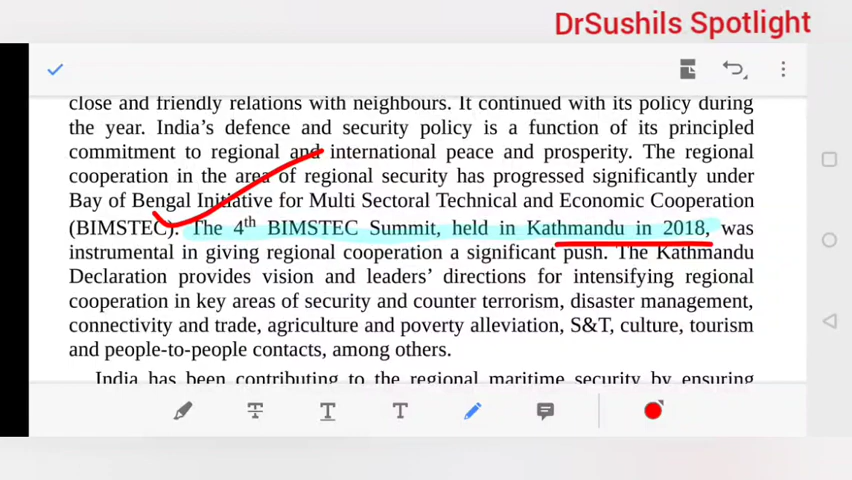 DrSushils Spotlight
close and friendly relations with neighbours. It continued with its policy during
the year. India's defence and security policy is a function of its principled
commitment to regional and international peace and prosperity. The regional
cooperation in the area of regional security has progressed significantly under
Bay of Bengal Initiative for Multi Sectoral Technical and Economic Cooperation
(BIMSTEC). The 4th BIMSTEC Summit, held in Kathmandu in 2018, was
instrumental in giving regional cooperation a significant push. The Kathmandu
Declaration provides vision and leaders' directions for intensifying regional
cooperation in key areas of security and counter terrorism, disaster management,
connectivity and trade, agriculture and poverty alleviation, S&T, culture, tourism
and people-to-people contacts, among others.
India has been contributing to the regional maritime security by ensuring